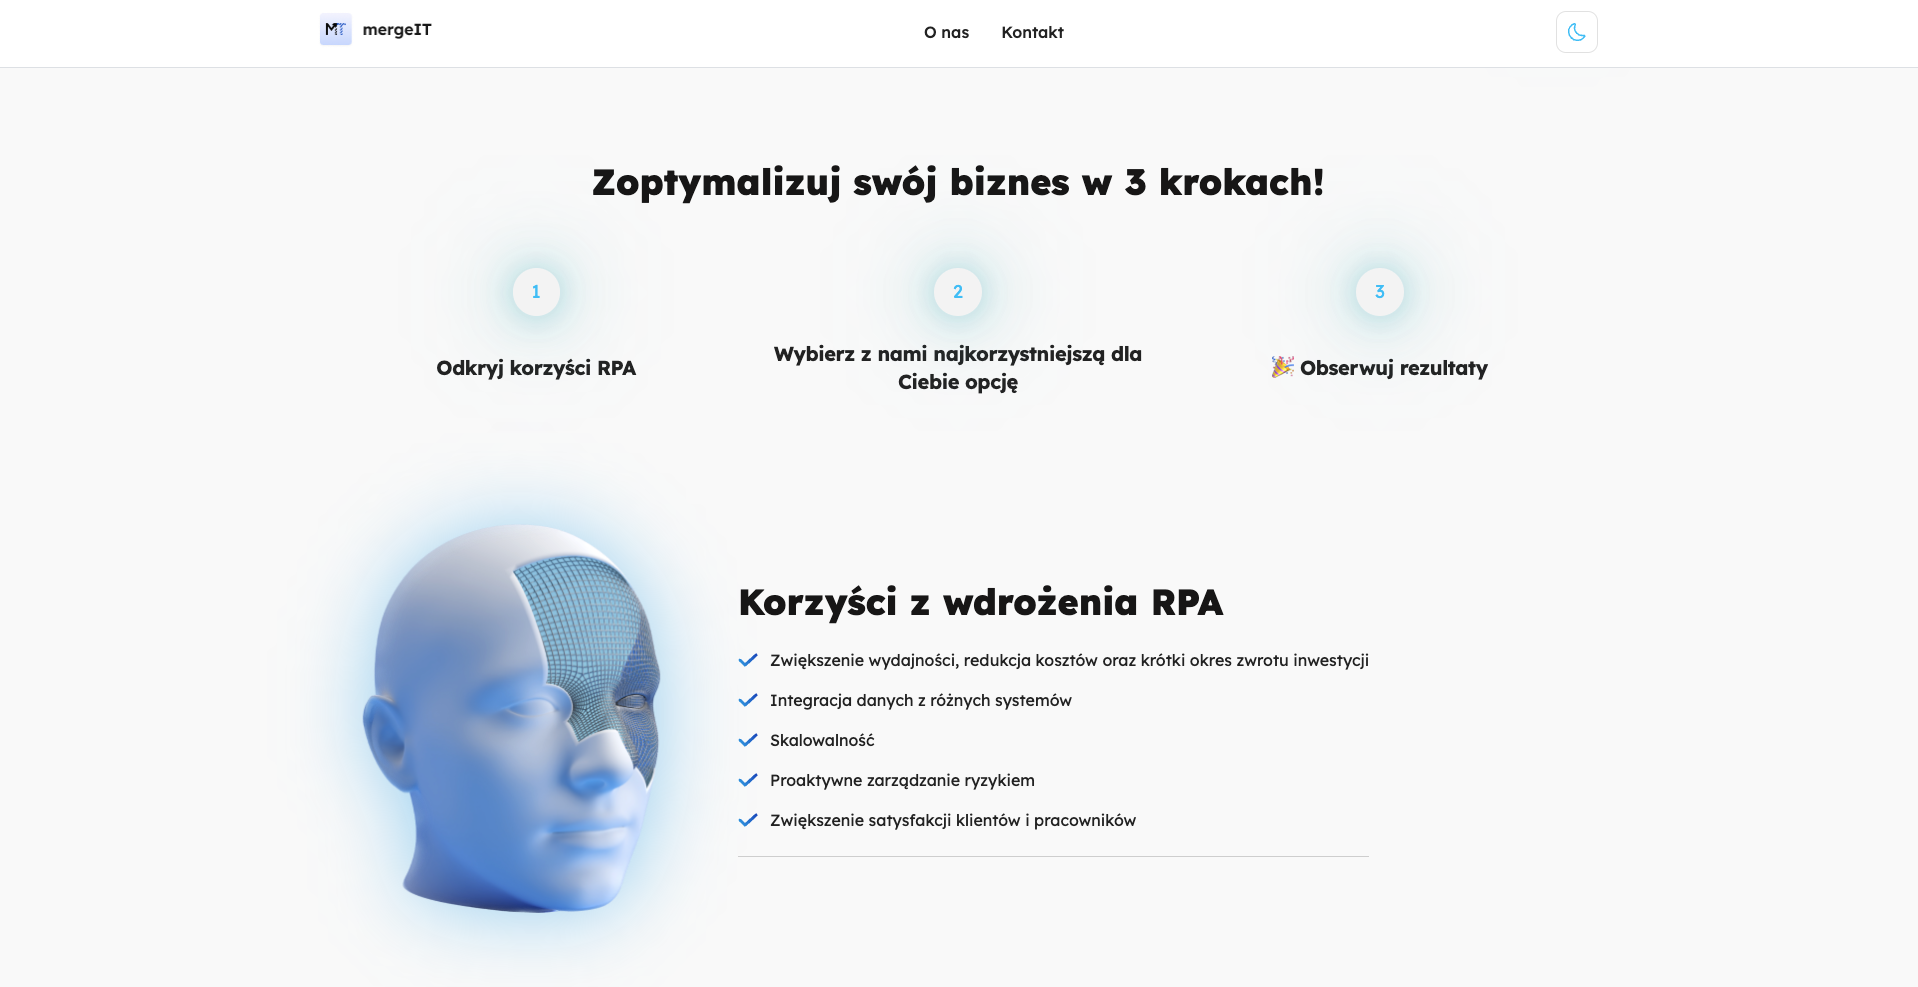 MT mergeIT
O nas Kontakt
Zoptymalizuj swój biznes w 3 krokach!
1
Odkryj korzyści RPA
2
Wybierz z nami najkorzystniejszą dla
Ciebie opcję
3
🎉 Obserwuj rezultaty
Korzyści z wdrożenia RPA
Zwiększenie wydajności, redukcja kosztów oraz krótki okres zwrotu inwestycji
Integracja danych z różnych systemów
Skalowalność
Proaktywne zarządzanie ryzykiem
Zwiększenie satysfakcji klientów i pracowników